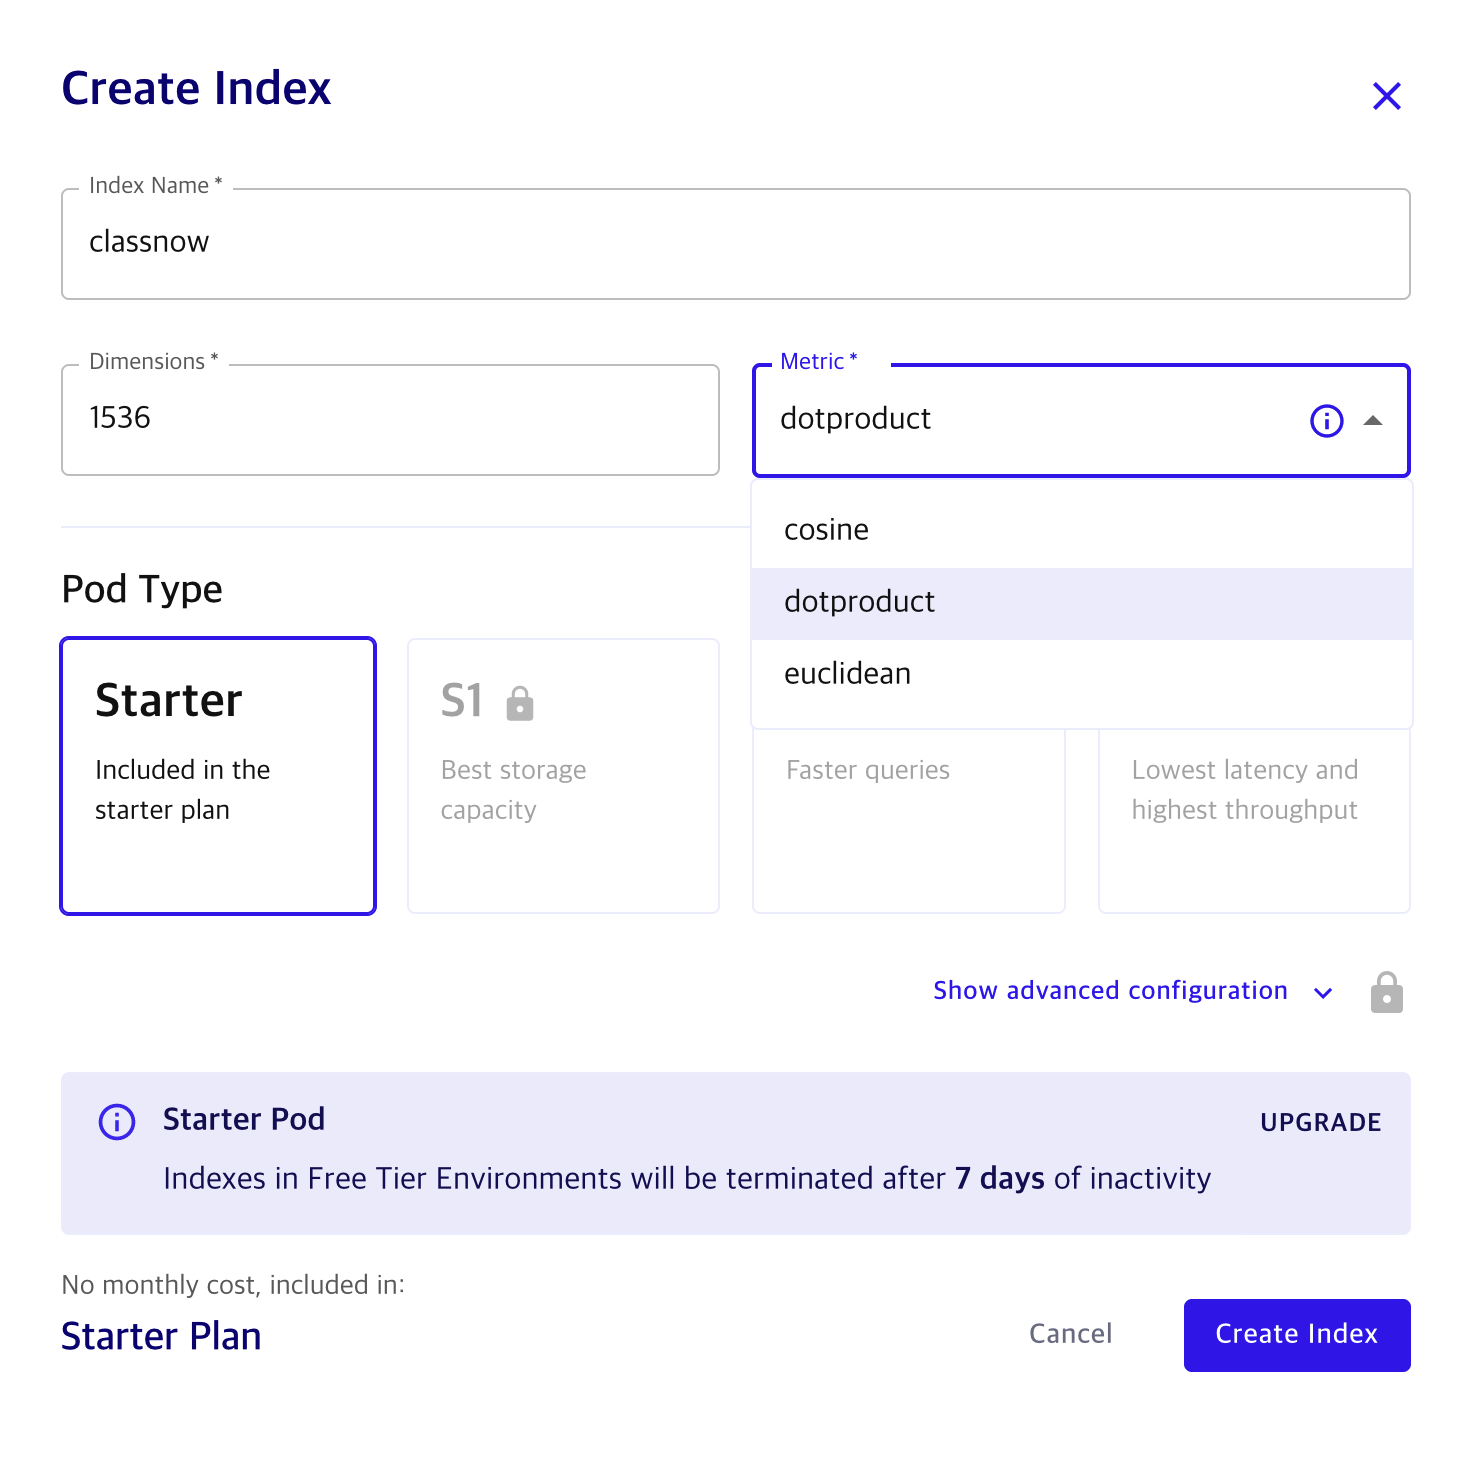 Create Index
Index Name *
classnow
Dimensions *
1536
Metric *
dotproduct
cosine
dotproduct
euclidean
Pod Type
Starter
Included in the
starter plan
S1
Best storage
capacity
Faster queries
Lowest latency and
highest throughput
Show advanced configuration
Starter Pod
UPGRADE
Indexes in Free Tier Environments will be terminated after 7 days of inactivity
No monthly cost, included in:
Starter Plan
Cancel
Create Index